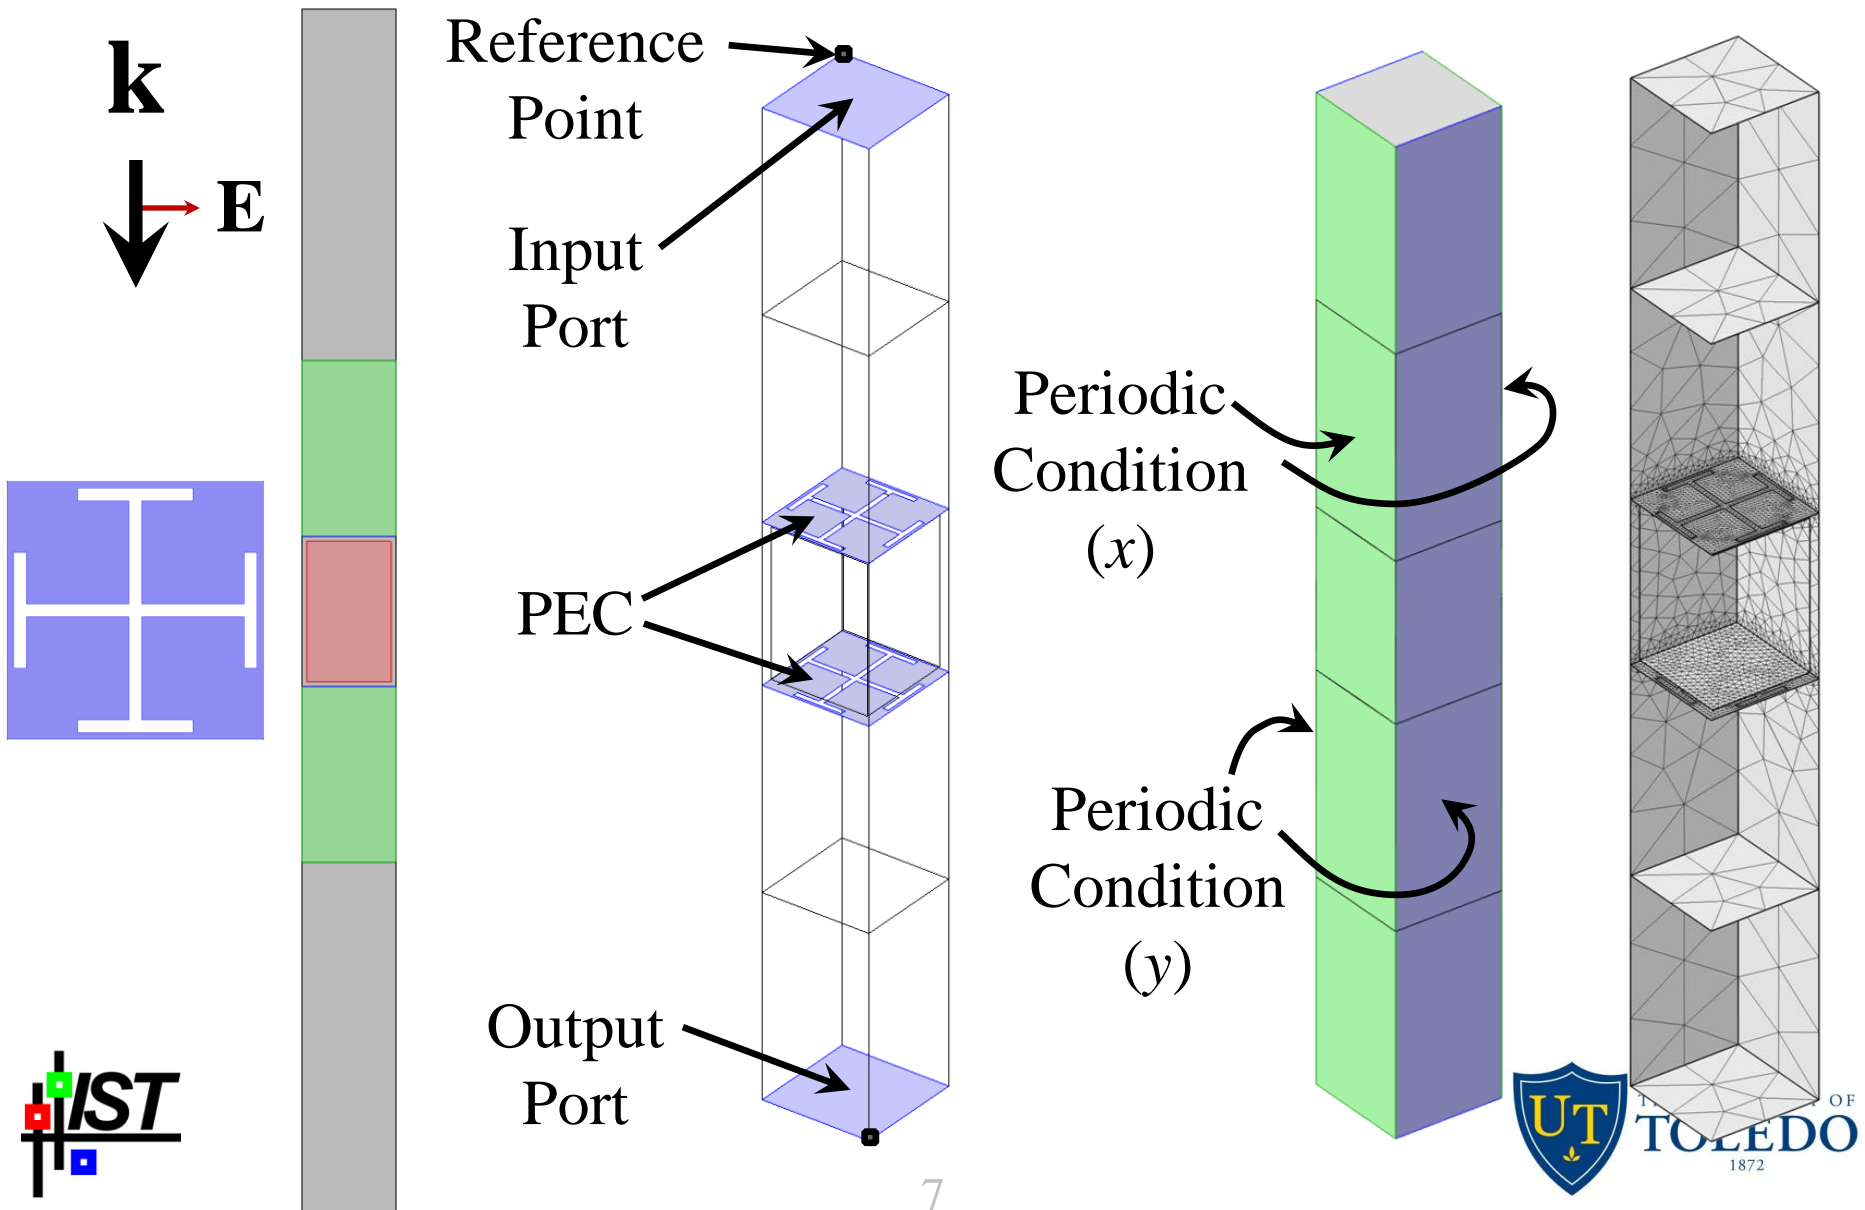 k
E
Reference
Point
Input
Port
PEC
Output
Port
Periodic
Condition
(x)
Periodic
Condition
(y)
IST
UT
TOLEDO
1872
7